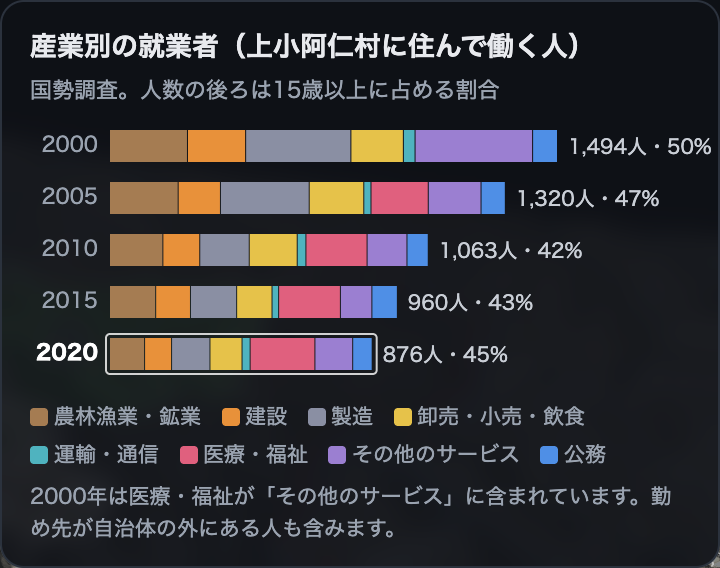 産業別の就業者（上小阿仁村に住んで働く人）
国勢調査。人数の後ろは15歳以上に占める割合
2000 1,494人・50%
2005 1,320人・47%
2010 1,063人・42%
2015 960人・43%
2020 876人・45%
農林漁業・鉱業 建設 製造 卸売・小売・飲食
運輸・通信 医療・福祉 その他のサービス 公務
2000年は医療・福祉が「その他のサービス」に含まれています。勤
め先が自治体の外にある人も含みます。